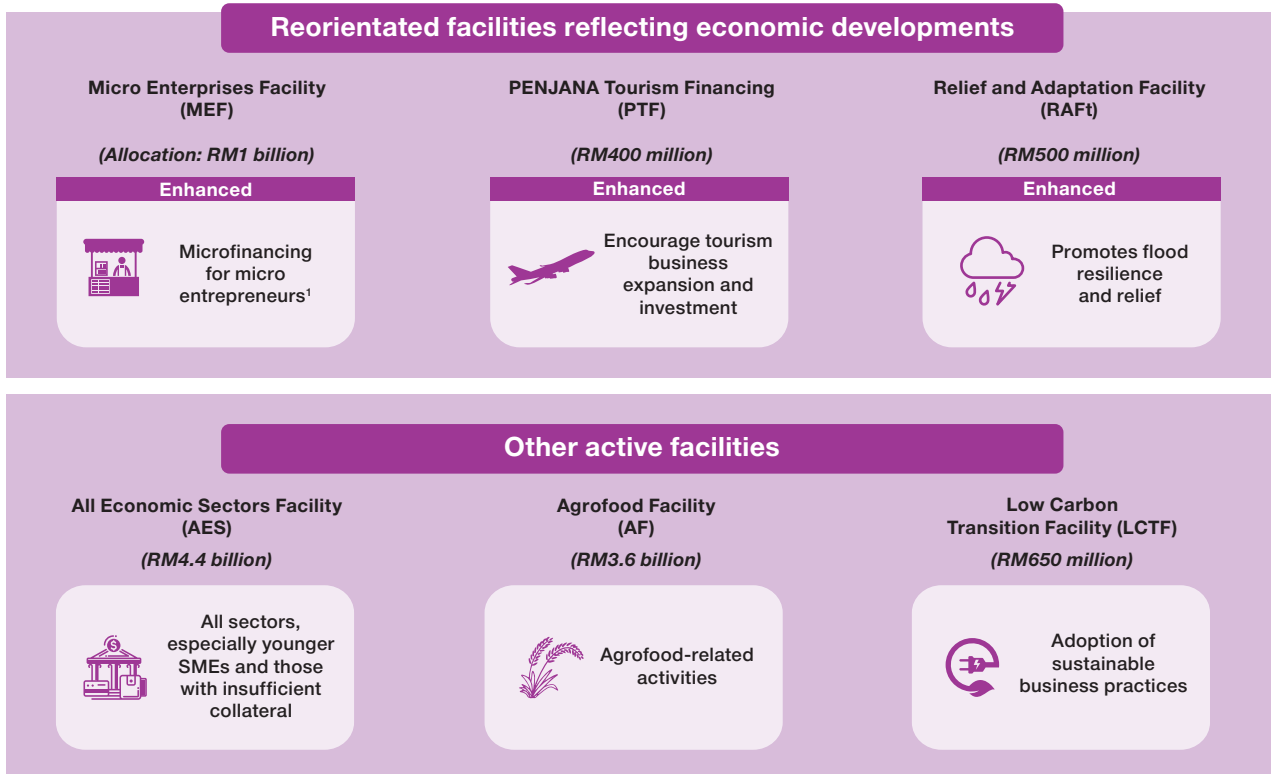 Reorientated facilities reflecting economic developments
Micro Enterprises Facility
(MEF)
(Allocation: RM1 billion)
Enhanced
Microfinancing
for micro
entrepreneurs¹
PENJANA Tourism Financing
(PTF)
(RM400 million)
Enhanced
Encourage tourism
business
expansion and
investment
Relief and Adaptation Facility
(RAFt)
(RM500 million)
Enhanced
Promotes flood
resilience
and relief
Other active facilities
All Economic Sectors Facility
(AES)
(RM4.4 billion)
All sectors,
especially younger
SMEs and those
with insufficient
collateral
Agrofood Facility
(AF)
(RM3.6 billion)
Agrofood-related
activities
Low Carbon
Transition Facility (LCTF)
(RM650 million)
Adoption of
sustainable
business practices